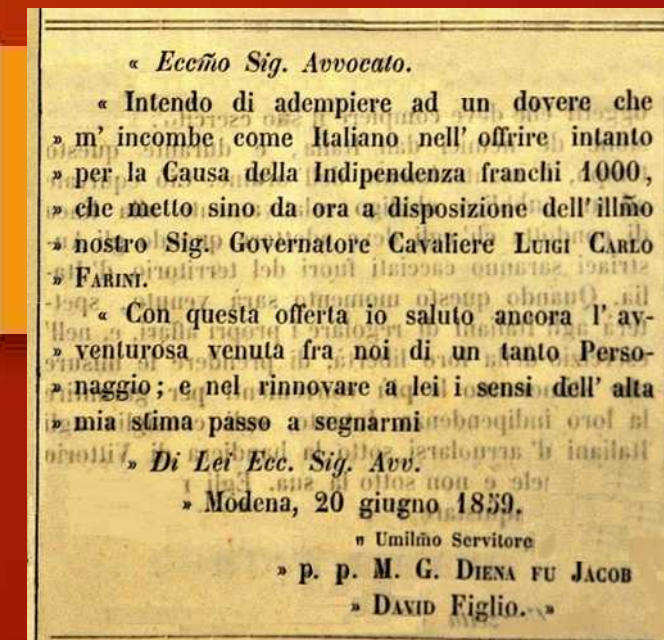 « Eccm̃o Sig. Avvocato.
« Intendo di adempiere ad un dovere che
» m' incombe come Italiano nell' offrire intanto
» per la Causa della Indipendenza franchi 1000,
» che metto sino da ora a disposizione dell' illm̃o
» nostro Sig. Governatore Cavaliere LUIGI CARLO
» FARINI.
« Con questa offerta io saluto ancora l' av-
» venturosa venuta fra noi di un tanto Perso-
» naggio; e nel rinnovare a lei i sensi dell' alta
» mia stima passo a segnarmi
» Di Lei Ecc. Sig. Avv.
» Modena, 20 giugno 1859.
» Umilm̃o Servitore
» p. p. M. G. DIENA FU JACOB
» DAVID Figlio. »